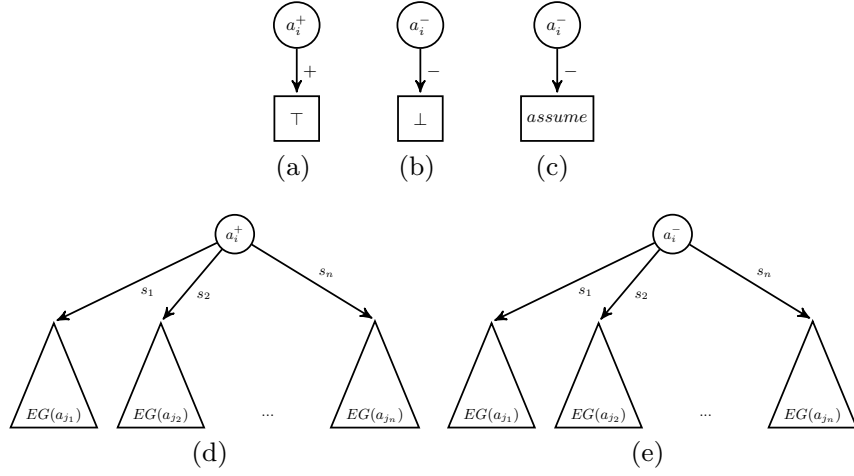 a_i^+ a_i^- a_i^-
+ − −
⊤ ⊥ assume
(a) (b) (c)
a_i^+ a_i^-
s_1 s_2 s_n s_1 s_2 s_n
EG(a_{j_1}) EG(a_{j_2}) ... EG(a_{j_n}) EG(a_{j_1}) EG(a_{j_2}) ... EG(a_{j_n})
(d) (e)